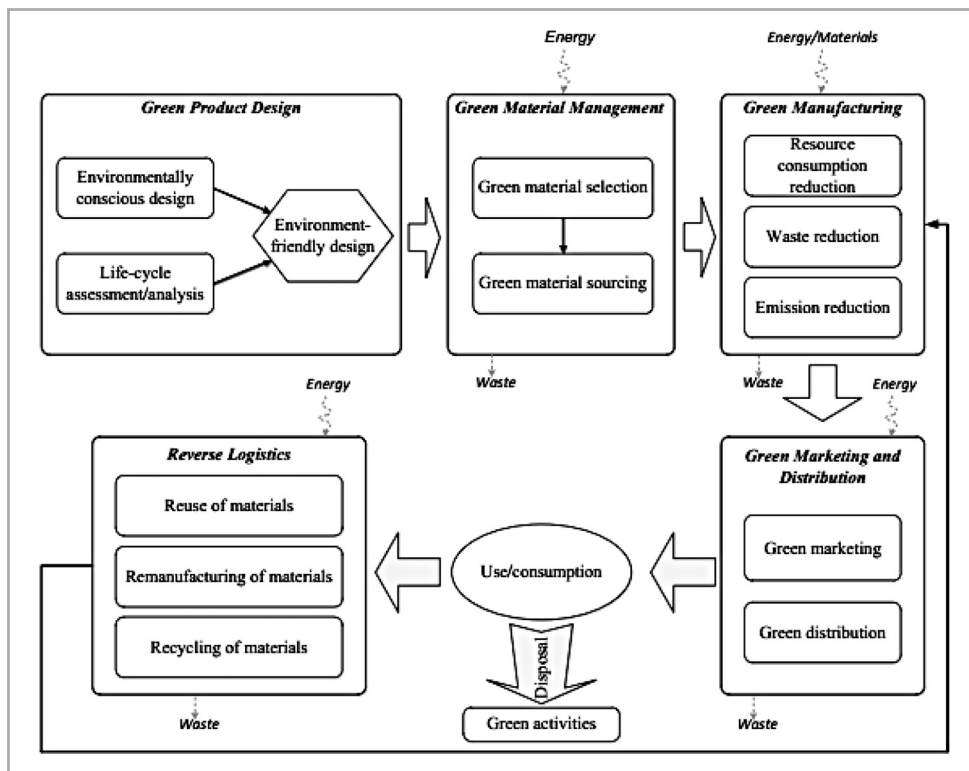 Energy
Energy/Materials
Green Product Design
Environmentally
conscious design
Life-cycle
assessment/analysis
Environment-
friendly design
Green Material Management
Green material selection
Green material sourcing
Green Manufacturing
Resource
consumption
reduction
Waste reduction
Emission reduction
Waste
Waste
Energy
Energy
Green Marketing and
Distribution
Green marketing
Green distribution
Waste
Use/consumption
Disposal
Green activities
Reverse Logistics
Reuse of materials
Remanufacturing of materials
Recycling of materials
Waste